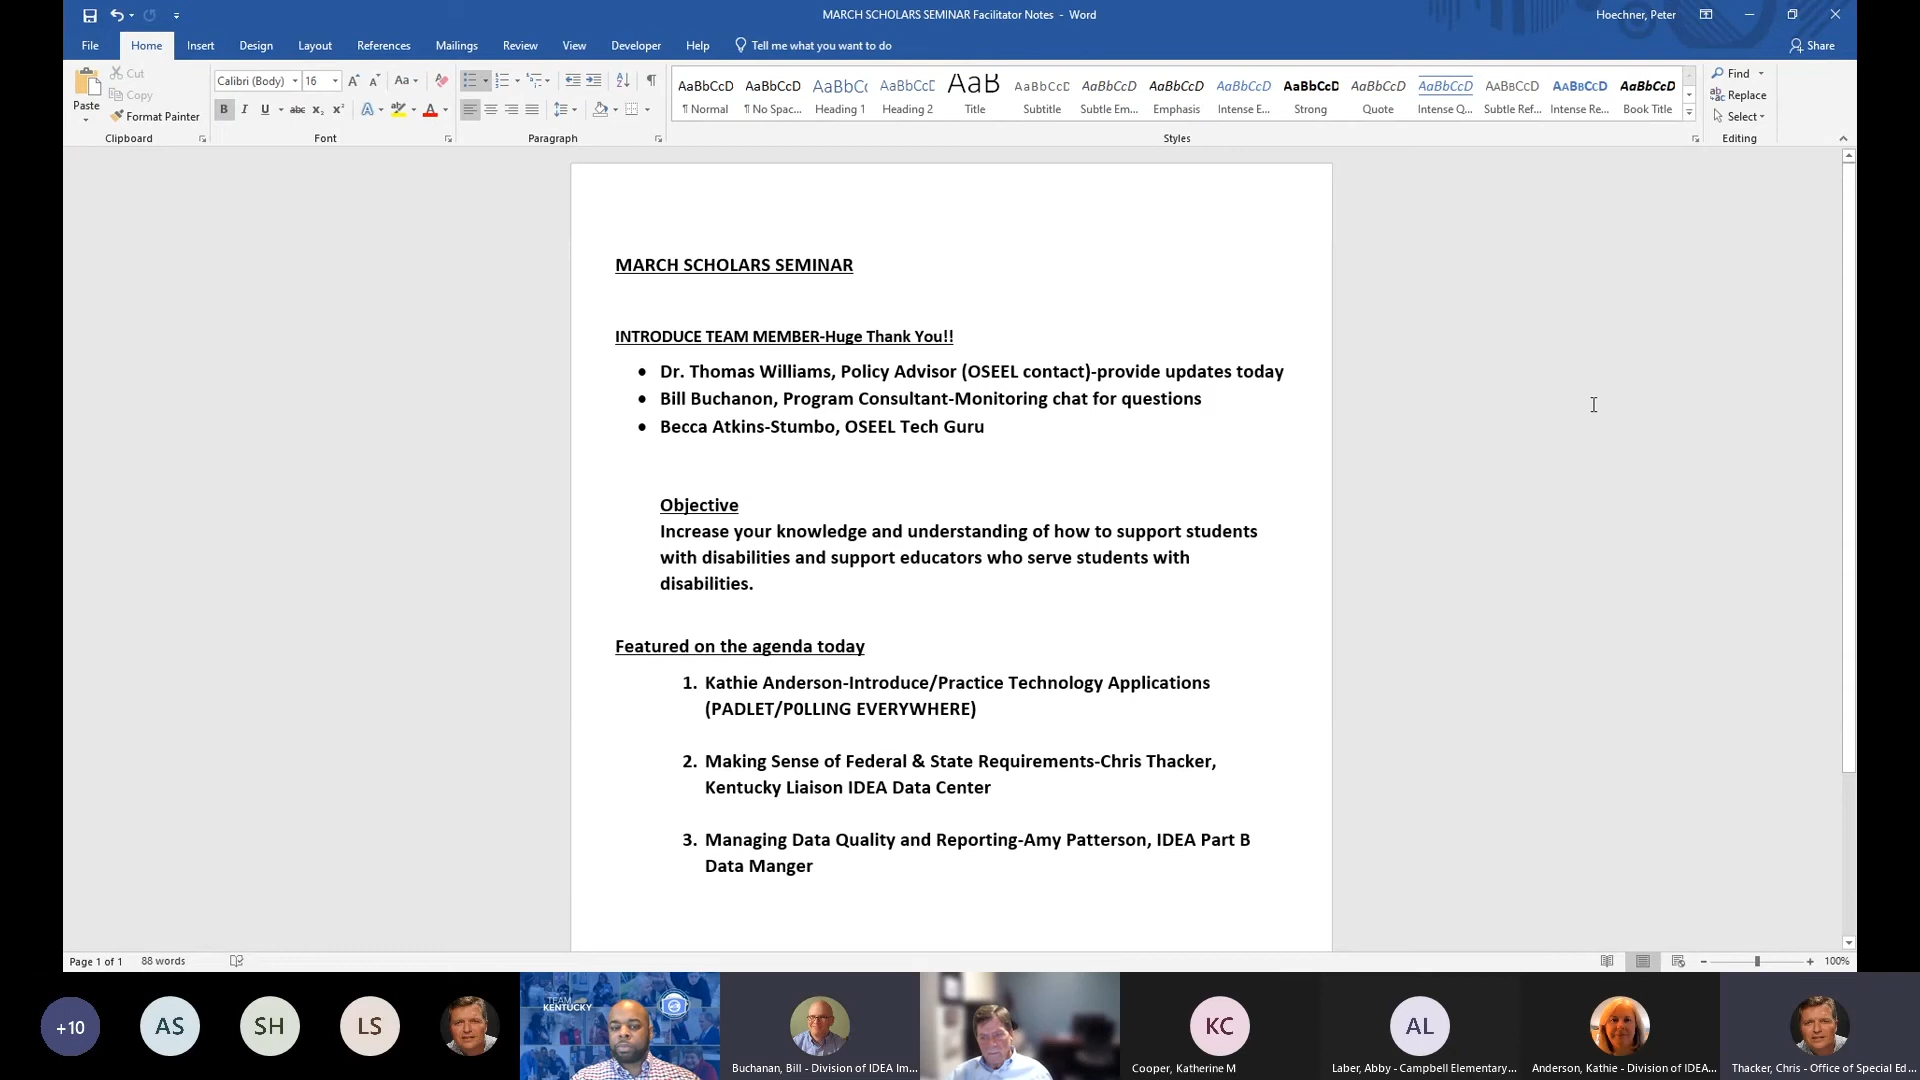 MARCH SCHOLARS SEMINAR Facilitator Notes - Word
Hoechner, Peter
File Home Insert Design Layout References Mailings Review View Developer Help Tell me what you want to do Share
Paste
Cut
Copy
Format Painter
Clipboard
Calibri (Body) 16
Font
Paragraph
AaBbCcD AaBbCcD AaBbCc AaBbCcD AaB AaBbCcD AaBbCcD AaBbCcD AaBbCcD AaBbCcD AaBbCcD AaBbCcD AaBbCcD AaBbCcD AaBbCcD
¶ Normal ¶ No Spac... Heading 1 Heading 2 Title Subtitle Subtle Em... Emphasis Intense E... Strong Quote Intense Q... Subtle Ref... Intense Re... Book Title
Styles
Find
Replace
Select
Editing
MARCH SCHOLARS SEMINAR
INTRODUCE TEAM MEMBER-Huge Thank You!!
• Dr. Thomas Williams, Policy Advisor (OSEEL contact)-provide updates today
• Bill Buchanon, Program Consultant-Monitoring chat for questions
• Becca Atkins-Stumbo, OSEEL Tech Guru
Objective
Increase your knowledge and understanding of how to support students
with disabilities and support educators who serve students with
disabilities.
Featured on the agenda today
1. Kathie Anderson-Introduce/Practice Technology Applications
(PADLET/P0LLING EVERYWHERE)
2. Making Sense of Federal & State Requirements-Chris Thacker,
Kentucky Liaison IDEA Data Center
3. Managing Data Quality and Reporting-Amy Patterson, IDEA Part B
Data Manger
Page 1 of 1 88 words
100%
+10
AS
SH
LS
TEAM
KENTUCKY
Buchanan, Bill - Division of IDEA Im...
KC
Cooper, Katherine M
AL
Laber, Abby - Campbell Elementary...
Anderson, Kathie - Division of IDEA...
Thacker, Chris - Office of Special Ed...